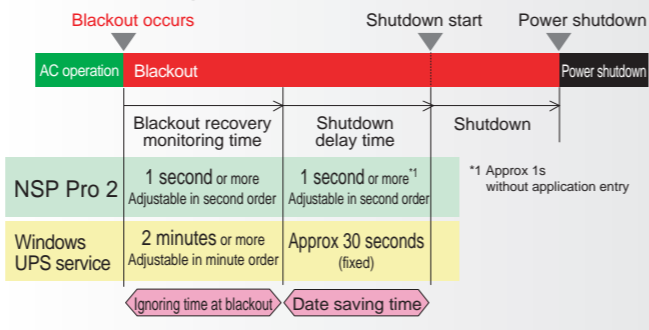 Blackout occurs
Shutdown start
Power shutdown
AC operation
Blackout
Power shutdown
Blackout recovery
monitoring time
Shutdown
delay time
Shutdown
NSP Pro 2
1 second or more
Adjustable in second order
1 second or more*1
Adjustable in second order
*1 Approx 1s
without application entry
Windows
UPS service
2 minutes or more
Adjustable in minute order
Approx 30 seconds
(fixed)
Ignoring time at blackout
Date saving time